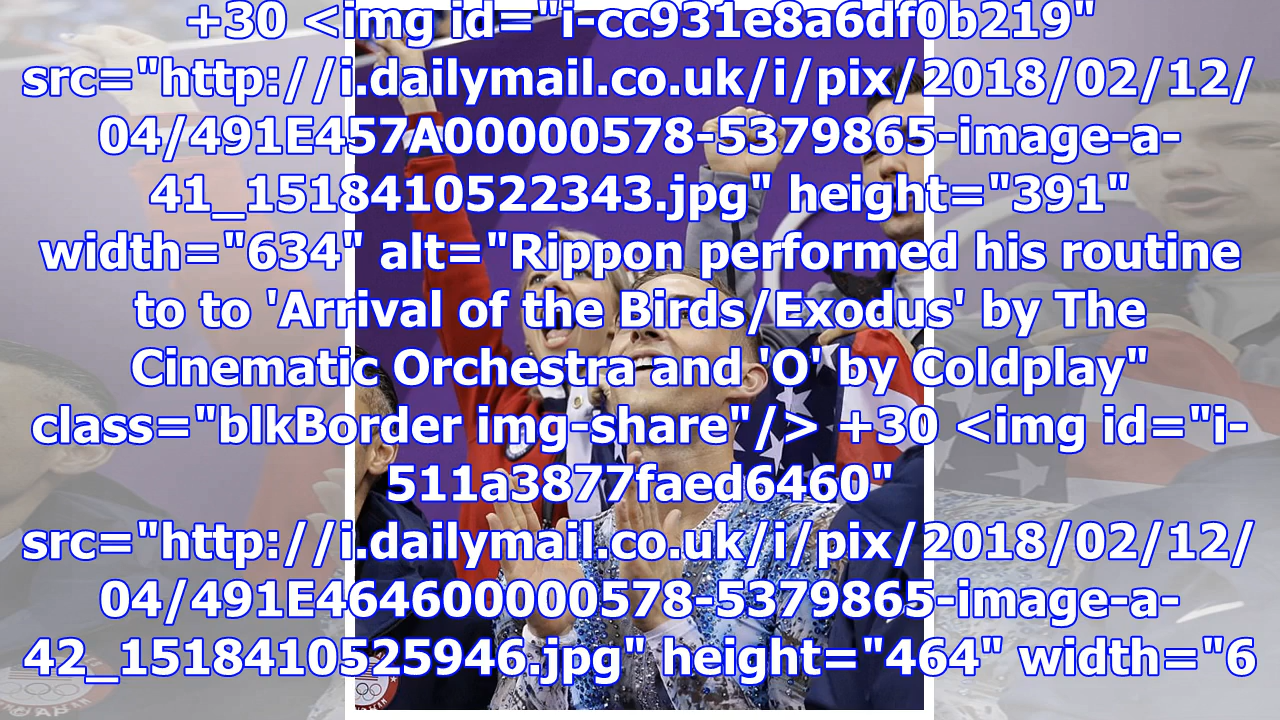 +30 <img id="i-cc931e8a6df0b219"
src="http://i.dailymail.co.uk/i/pix/2018/02/12/
04/491E457A00000578-5379865-image-a-
41_1518410522343.jpg" height="391"
width="634" alt="Rippon performed his routine
to to 'Arrival of the Birds/Exodus' by The
Cinematic Orchestra and 'O' by Coldplay"
class="blkBorder img-share"/> +30 <img id="i-
511a3877faed6460"
src="http://i.dailymail.co.uk/i/pix/2018/02/12/
04/491E464600000578-5379865-image-a-
42_1518410525946.jpg" height="464" width="6